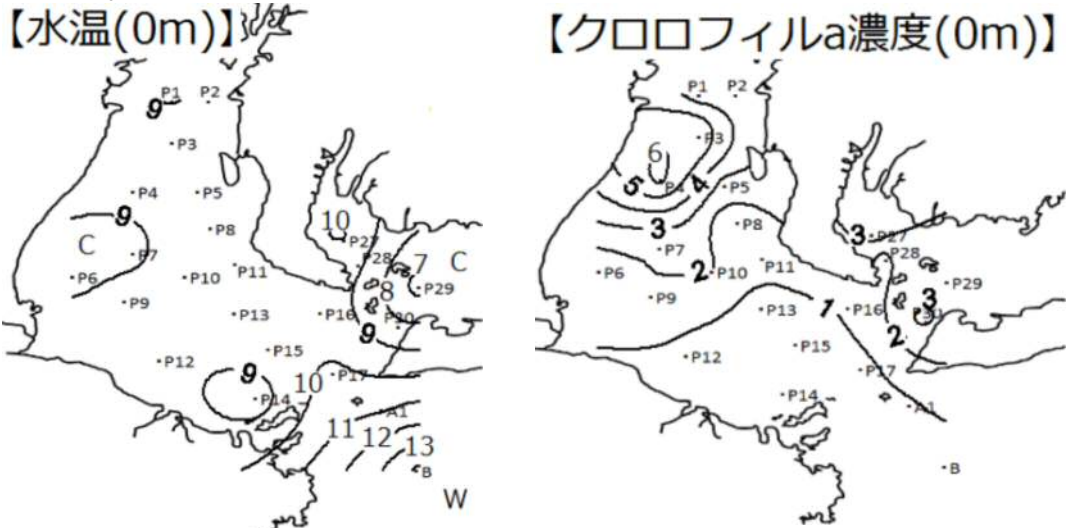 【水温(0m)】
P1
P2
9
P3
P4
P5
9
P8
10
C
P7
P27
P28
7
C
P6
P10
P11
8
P29
P9
P13
P16
P30
9
P12
P15
9
10
P17
P14
A1
11
12
13
B
W
【クロロフィルa濃度(0m)】
P1
P2
P3
6
5
P4
4
P5
3
P8
3
P27
P7
P28
P6
2
P10
P11
P29
P9
1
3
P13
P16
2
P12
P15
P17
P14
A1
B